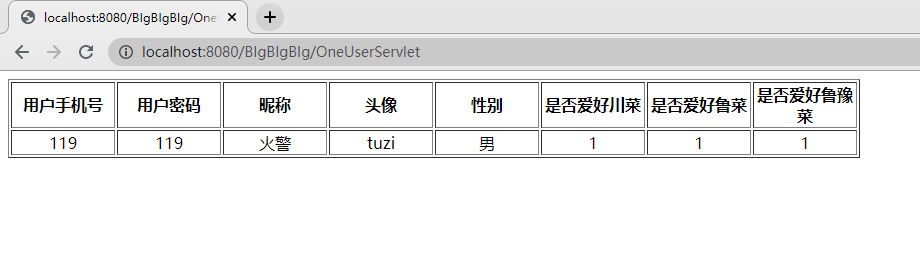 localhost:8080/BIgBIgBIg/One
localhost:8080/BIgBIgBIg/OneUserServlet
用户手机号 用户密码 昵称 头像 性别 是否爱好川菜 是否爱好鲁菜 是否爱好鲁豫
菜
119 119 火警 tuzi 男 1 1 1